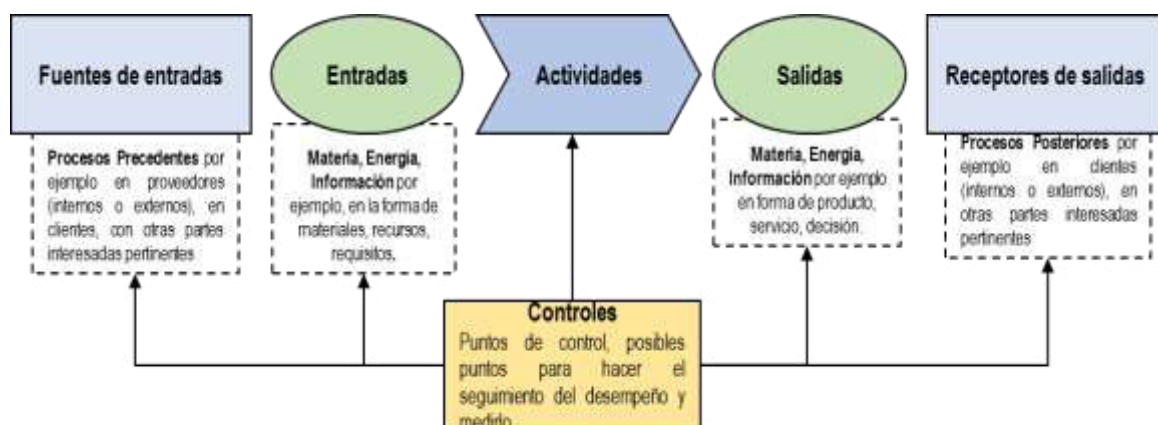 Fuentes de entradas
Entradas
Actividades
Salidas
Receptores de salidas
Procesos Precedentes por
ejemplo en proveedores
(internos o externos), en
clientes, con otras partes
interesadas pertinentes
Materia, Energía,
Información por
ejemplo, en la forma de
materiales, recursos,
requisitos,
Materia, Energía,
Información por ejemplo
en forma de producto,
servicio, decisión.
Procesos Posteriores por
ejemplo en clientes
(internos o externos), en
otras partes interesadas
pertinentes
Controles
Puntos de control, posibles
puntos para hacer el
seguimiento del desempeño y
medirlo